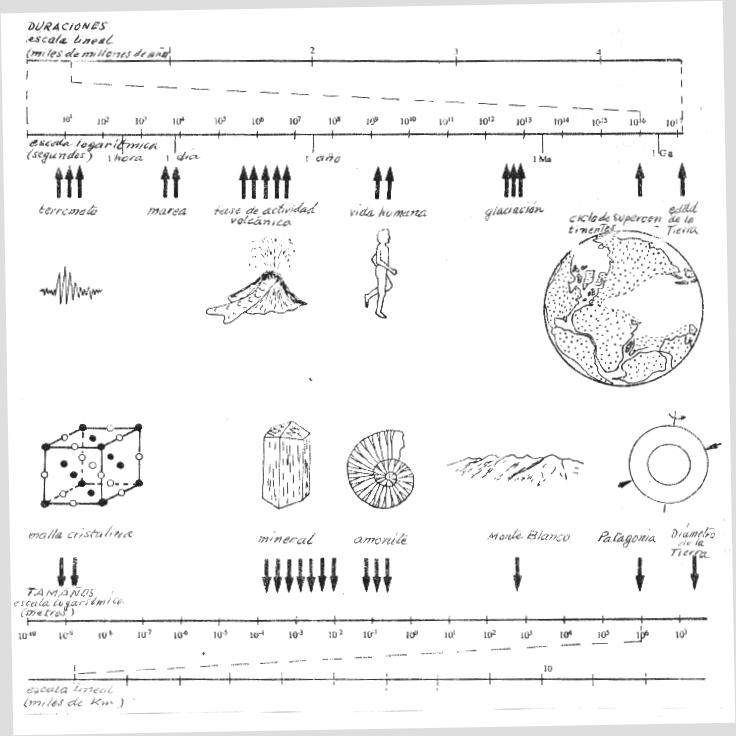 DURACIONES
escala lineal
(miles de millones de años)
2 3 4
10¹ 10² 10³ 10⁴ 10⁵ 10⁶ 10⁷ 10⁸ 10⁹ 10¹⁰ 10¹¹ 10¹² 10¹³ 10¹⁴ 10¹⁵ 10¹⁶ 10¹⁷
escala logarítmica
(segundos) 1 hora 1 día 1 año 1 Ma 1 Ga
terremoto marea fase de actividad vida humana glaciación ciclo de supercon edad
volcánica tinentes de la
Tierra
malla cristalina mineral amonite Monte Blanco Patagonia Diámetro
de la
Tierra
TAMAÑOS
escala logarítmica
(metros)
10⁻¹⁰ 10⁻⁹ 10⁻⁸ 10⁻⁷ 10⁻⁶ 10⁻⁵ 10⁻⁴ 10⁻³ 10⁻² 10⁻¹ 10⁰ 10¹ 10² 10³ 10⁴ 10⁵ 10⁶
10
escala lineal
(miles de Km)